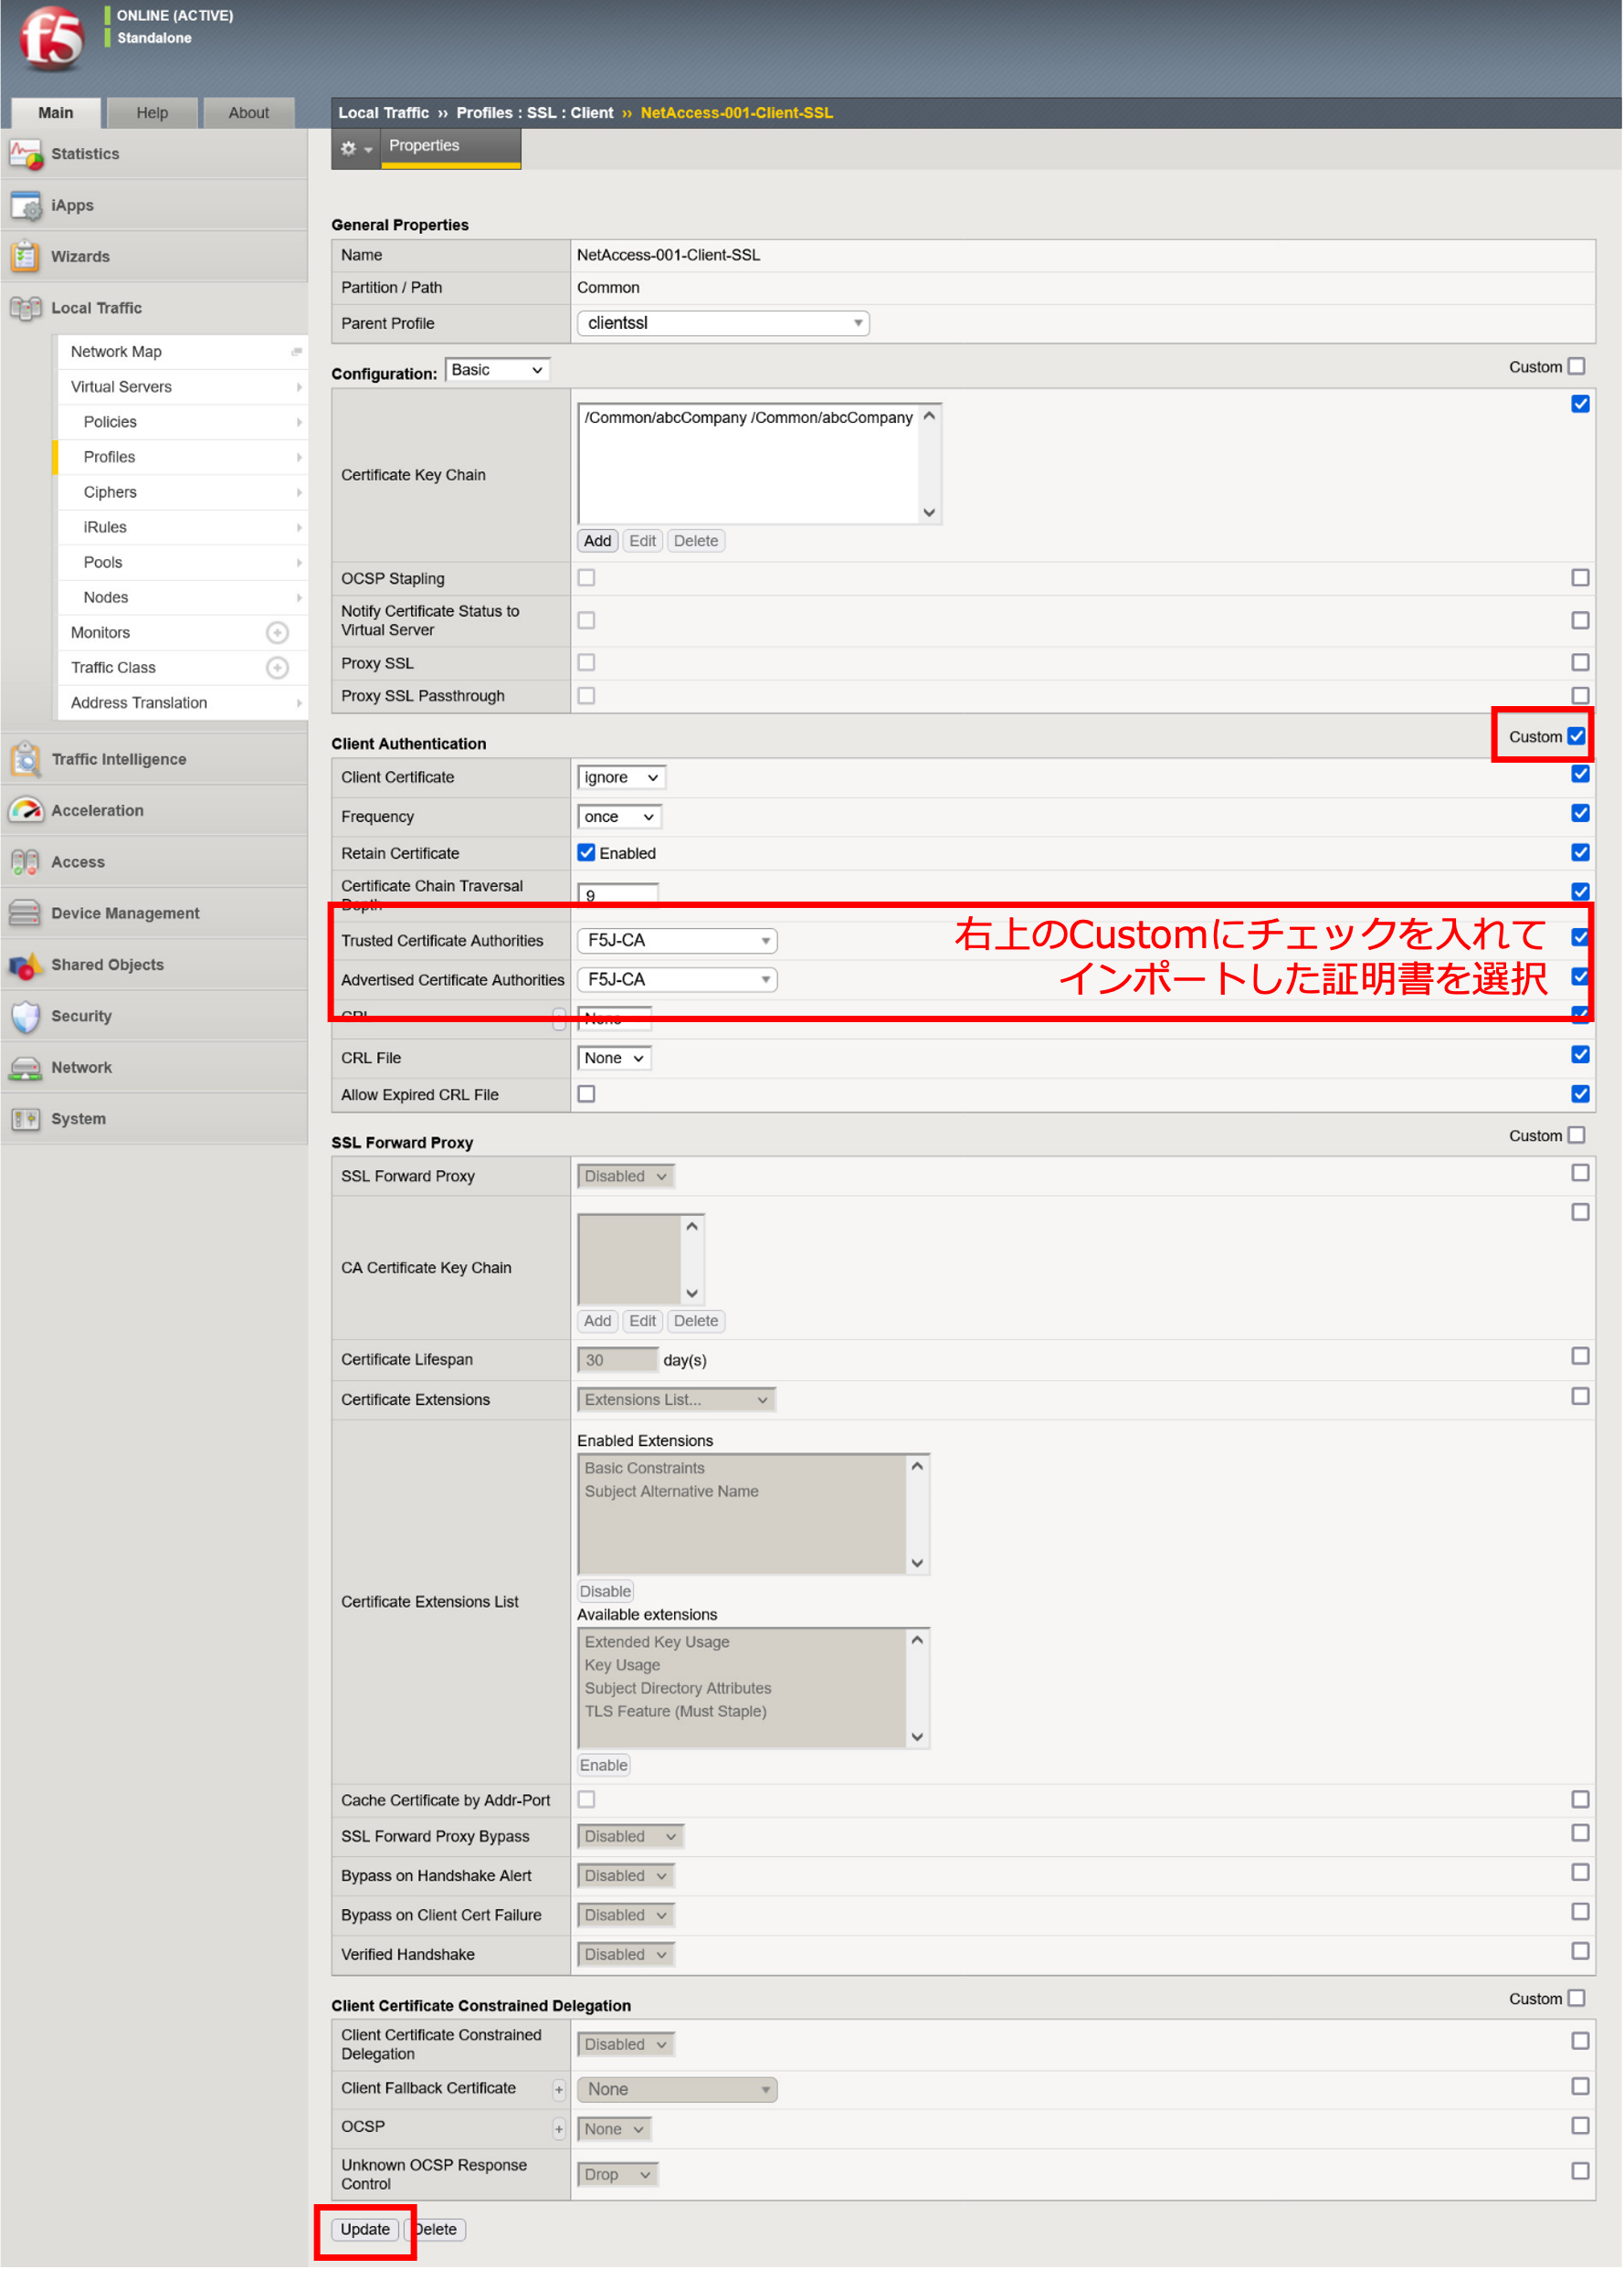 f5
ONLINE (ACTIVE)
Standalone
Main
Help
About
Local Traffic ›› Profiles : SSL : Client ›› NetAccess-001-Client-SSL
Properties
Statistics
iApps
Wizards
Local Traffic
Network Map
Virtual Servers
Policies
Profiles
Ciphers
iRules
Pools
Nodes
Monitors
Traffic Class
Address Translation
Traffic Intelligence
Acceleration
Access
Device Management
Shared Objects
Security
Network
System
General Properties
Name NetAccess-001-Client-SSL
Partition / Path Common
Parent Profile clientssl
Configuration: Basic Custom
Certificate Key Chain
/Common/abcCompany /Common/abcCompany
Add Edit Delete
OCSP Stapling
Notify Certificate Status to
Virtual Server
Proxy SSL
Proxy SSL Passthrough
Client Authentication Custom
Client Certificate ignore
Frequency once
Retain Certificate Enabled
Certificate Chain Traversal
Depth 9
Trusted Certificate Authorities F5J-CA
Advertised Certificate Authorities F5J-CA
右上のCustomにチェックを入れて
インポートした証明書を選択
CRL None
CRL File None
Allow Expired CRL File
SSL Forward Proxy Custom
SSL Forward Proxy Disabled
CA Certificate Key Chain
Add Edit Delete
Certificate Lifespan 30 day(s)
Certificate Extensions Extensions List...
Certificate Extensions List
Enabled Extensions
Basic Constraints
Subject Alternative Name
Disable
Available extensions
Extended Key Usage
Key Usage
Subject Directory Attributes
TLS Feature (Must Staple)
Enable
Cache Certificate by Addr-Port
SSL Forward Proxy Bypass Disabled
Bypass on Handshake Alert Disabled
Bypass on Client Cert Failure Disabled
Verified Handshake Disabled
Client Certificate Constrained Delegation Custom
Client Certificate Constrained
Delegation Disabled
Client Fallback Certificate + None
OCSP + None
Unknown OCSP Response
Control Drop
Update Delete